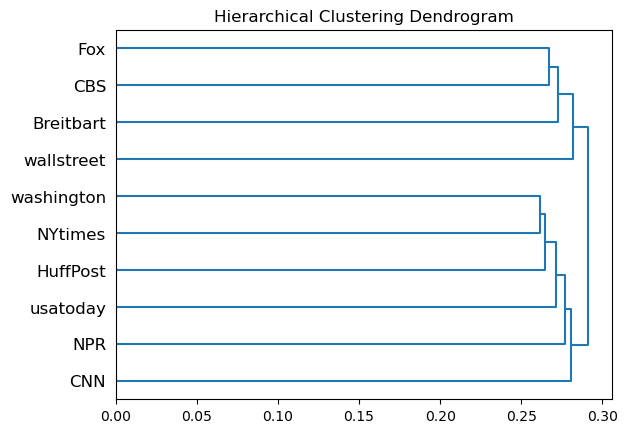 Hierarchical Clustering Dendrogram
Fox
CBS
Breitbart
wallstreet
washington
NYtimes
HuffPost
usatoday
NPR
CNN
0.00 0.05 0.10 0.15 0.20 0.25 0.30